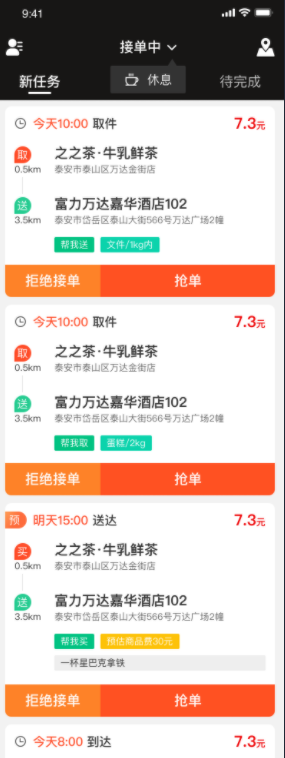 9:41
接单中
新任务
休息
待完成
今天10:00 取件
7.3元
取
之之茶·牛乳鲜茶
0.5km
泰安市泰山区万达金街店
送
富力万达嘉华酒店102
3.5km
泰安市岱岳区泰山大街566号万达广场2幢
帮我送
文件/1kg内
拒绝接单
抢单
今天10:00 取件
7.3元
取
之之茶·牛乳鲜茶
0.5km
泰安市泰山区万达金街店
送
富力万达嘉华酒店102
3.5km
泰安市岱岳区泰山大街566号万达广场2幢
帮我取
蛋糕/2kg
拒绝接单
抢单
预
明天15:00 送达
7.3元
买
之之茶·牛乳鲜茶
0.5km
泰安市泰山区万达金街店
送
富力万达嘉华酒店102
3.5km
泰安市岱岳区泰山大街566号万达广场2幢
帮我买
预估商品费30元
一杯星巴克拿铁
拒绝接单
抢单
今天8:00 到达
7.3元